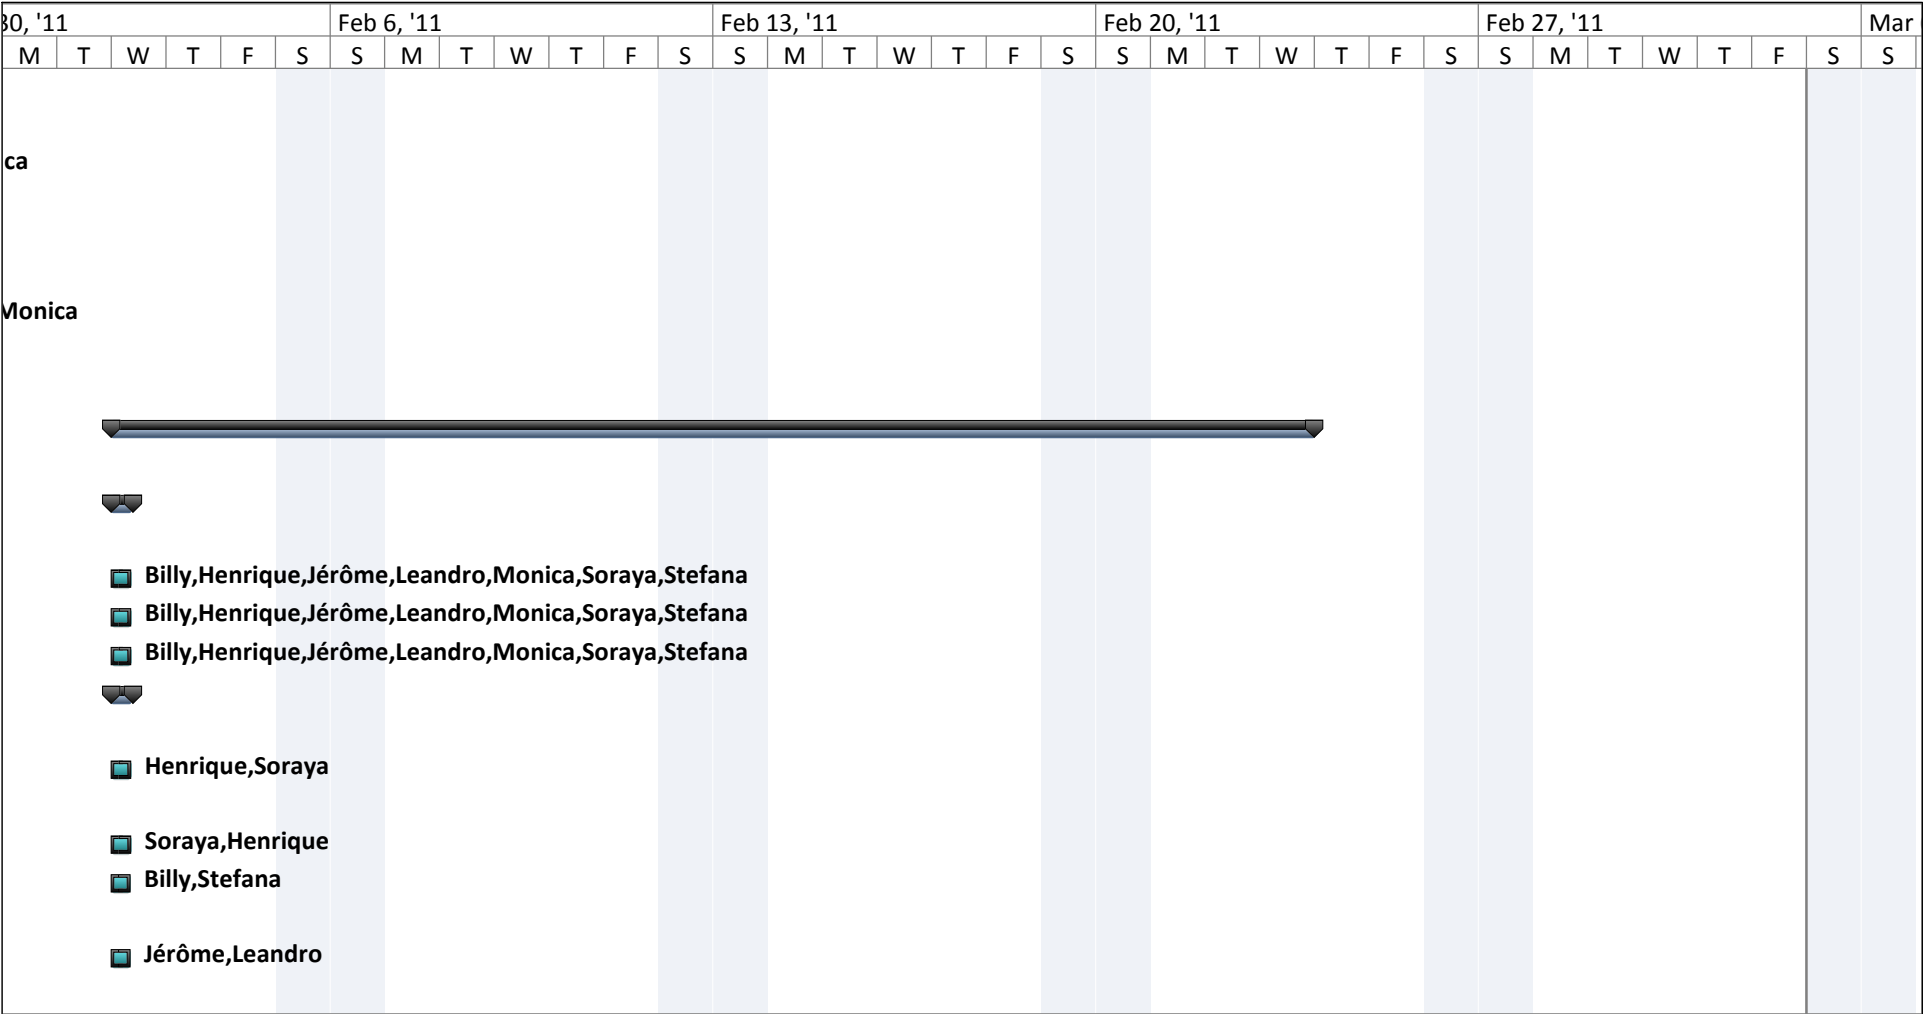 30, '11 Feb 6, '11 Feb 13, '11 Feb 20, '11 Feb 27, '11 Mar
M T W T F S S M T W T F S S M T W T F S S M T W T F S S M T W T F S S
ca
Monica
Billy,Henrique,Jérôme,Leandro,Monica,Soraya,Stefana
Billy,Henrique,Jérôme,Leandro,Monica,Soraya,Stefana
Billy,Henrique,Jérôme,Leandro,Monica,Soraya,Stefana
Henrique,Soraya
Soraya,Henrique
Billy,Stefana
Jérôme,Leandro